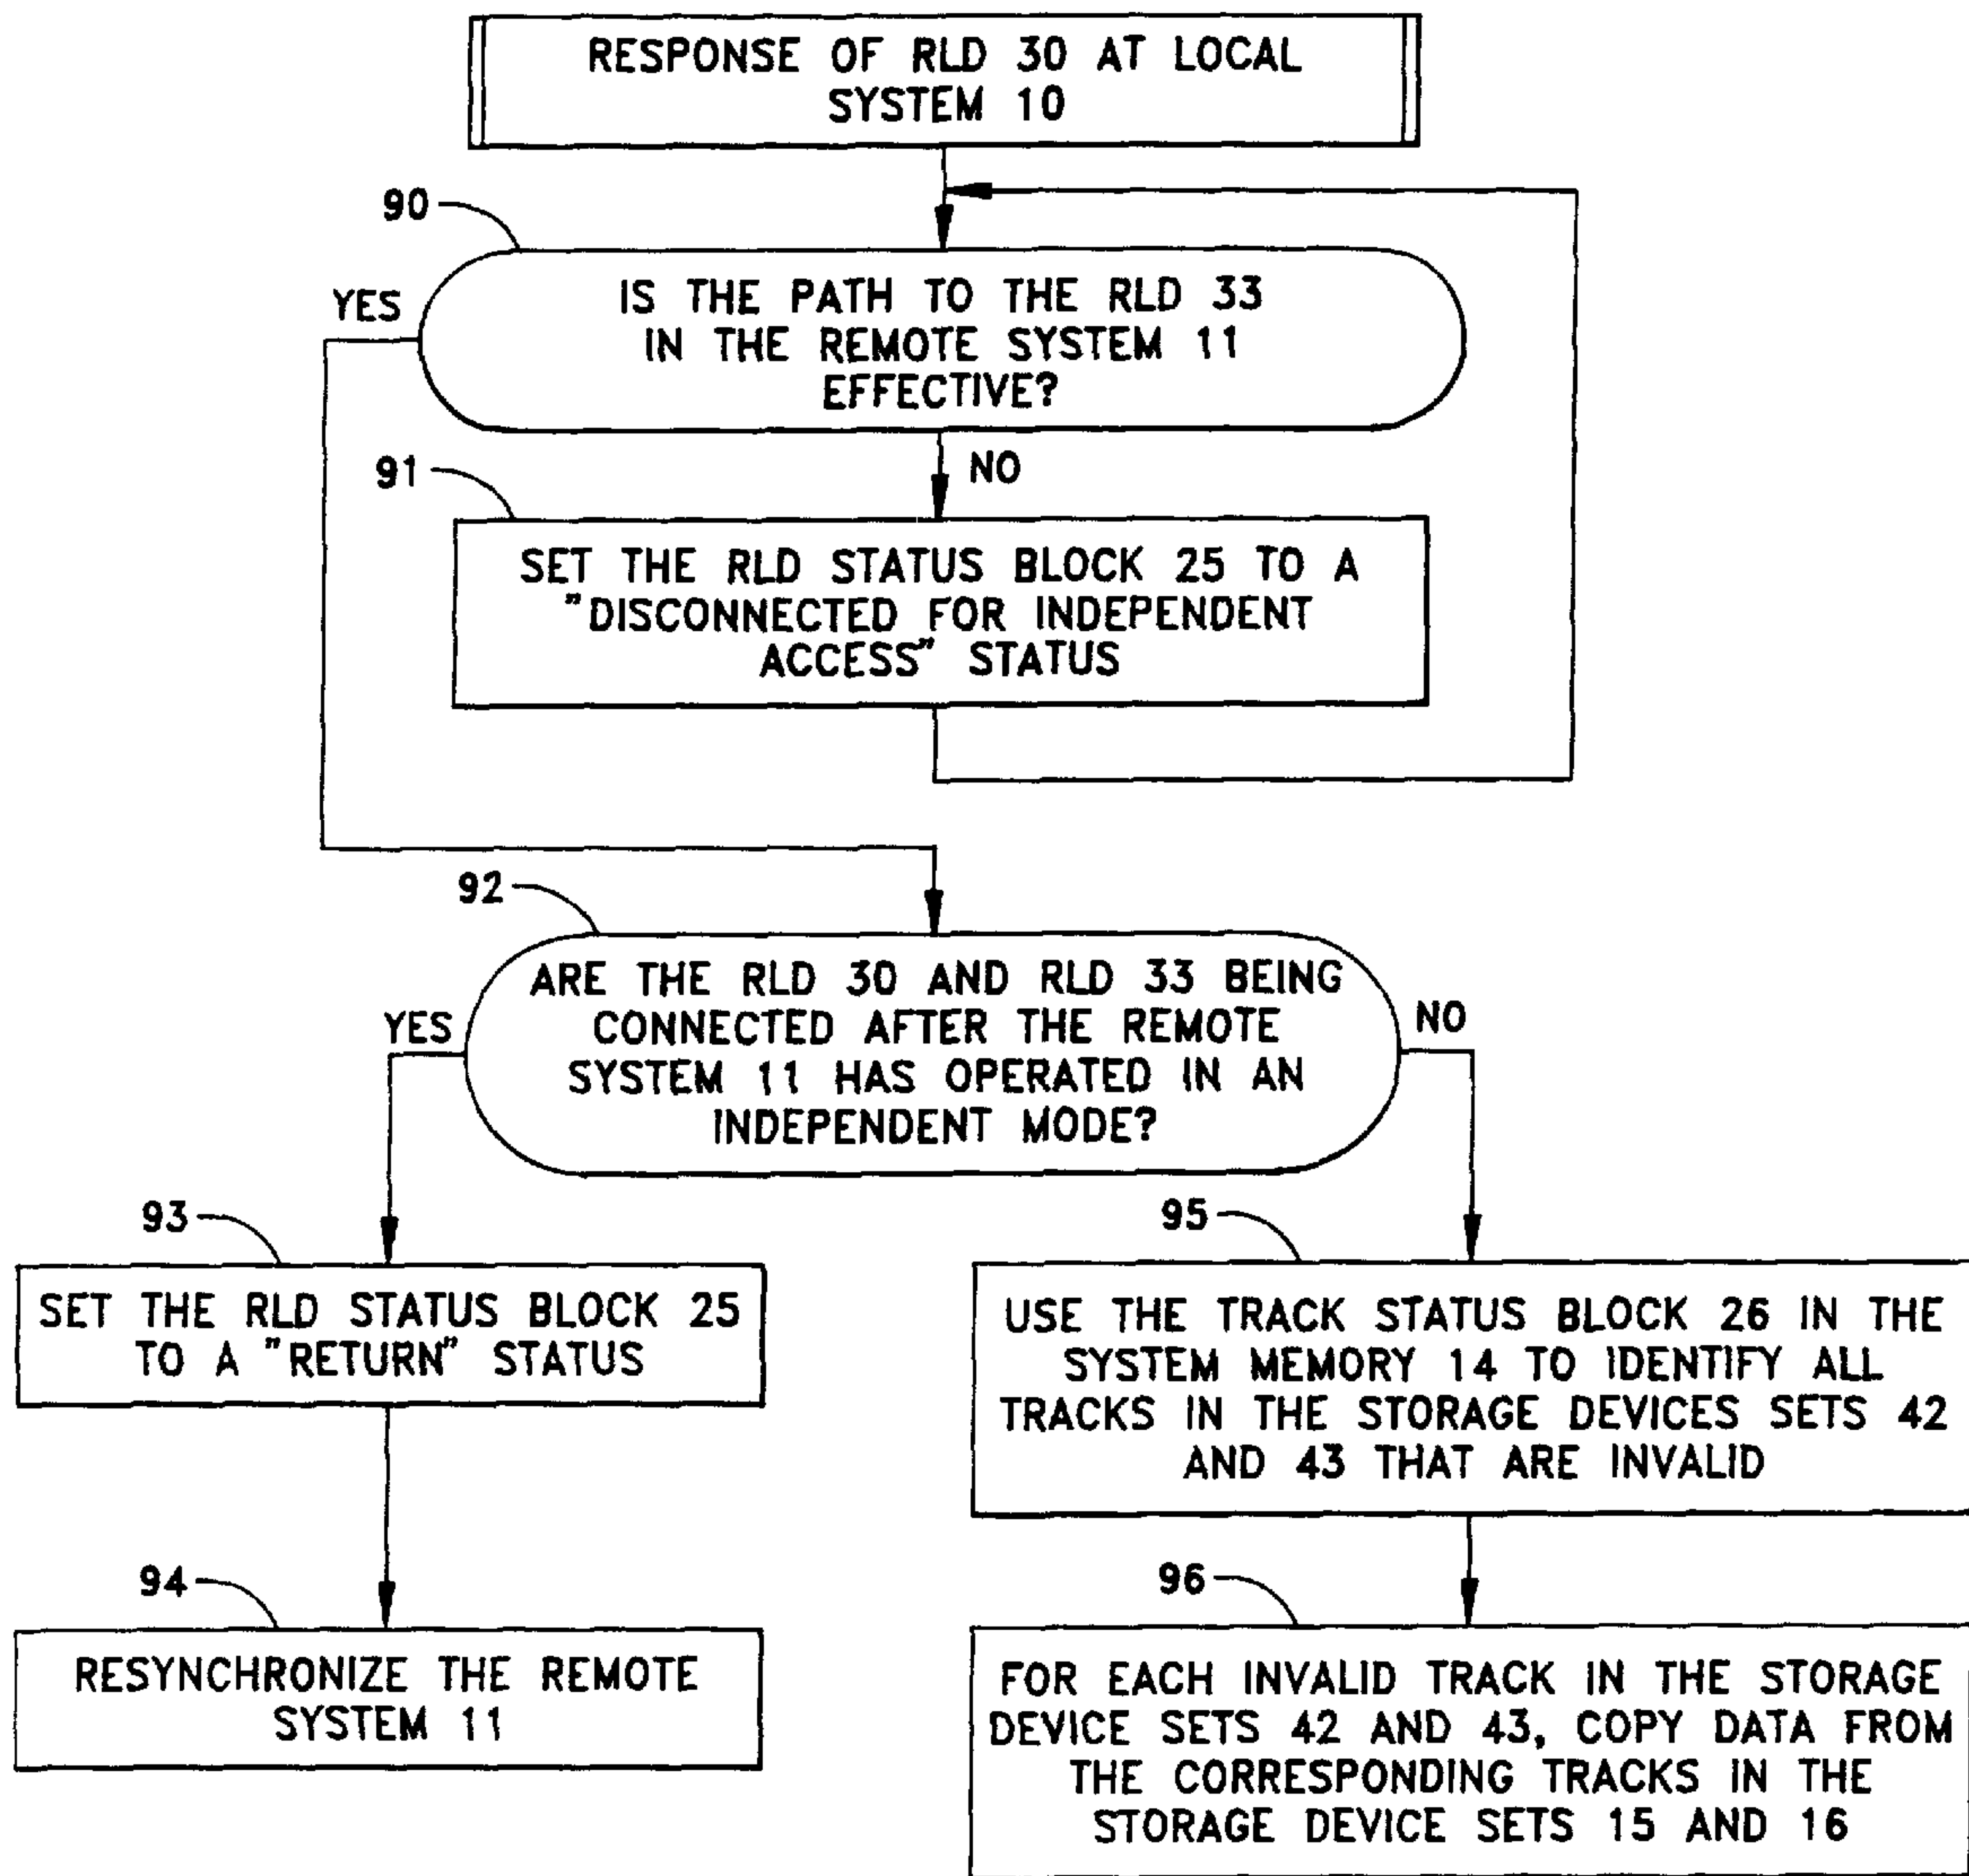 RESPONSE OF RLD 30 AT LOCAL
SYSTEM 10
90
YES
IS THE PATH TO THE RLD 33
IN THE REMOTE SYSTEM 11
EFFECTIVE?
NO
91
SET THE RLD STATUS BLOCK 25 TO A
"DISCONNECTED FOR INDEPENDENT
ACCESS" STATUS
92
ARE THE RLD 30 AND RLD 33 BEING
CONNECTED AFTER THE REMOTE
SYSTEM 11 HAS OPERATED IN AN
INDEPENDENT MODE?
YES
NO
93
SET THE RLD STATUS BLOCK 25
TO A "RETURN" STATUS
94
RESYNCHRONIZE THE REMOTE
SYSTEM 11
95
USE THE TRACK STATUS BLOCK 26 IN THE
SYSTEM MEMORY 14 TO IDENTIFY ALL
TRACKS IN THE STORAGE DEVICES SETS 42
AND 43 THAT ARE INVALID
96
FOR EACH INVALID TRACK IN THE STORAGE
DEVICE SETS 42 AND 43, COPY DATA FROM
THE CORRESPONDING TRACKS IN THE
STORAGE DEVICE SETS 15 AND 16